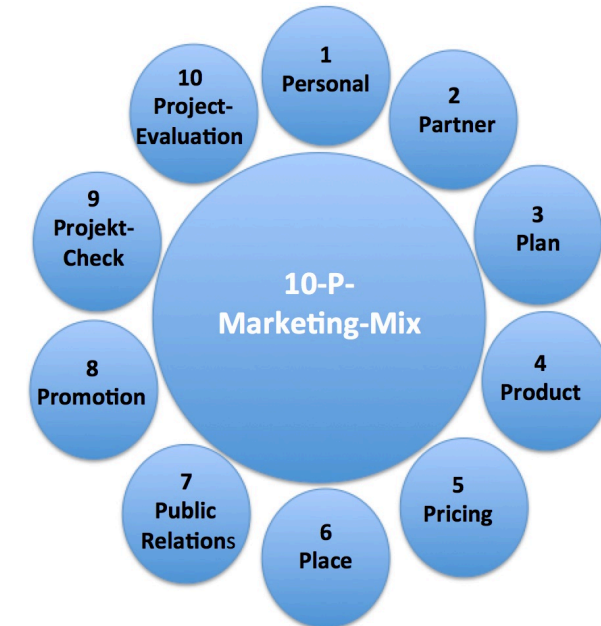 10-P-
Marketing-Mix
1
Personal
2
Partner
3
Plan
4
Product
5
Pricing
6
Place
7
Public
Relations
8
Promotion
9
Projekt-
Check
10
Project-
Evaluation